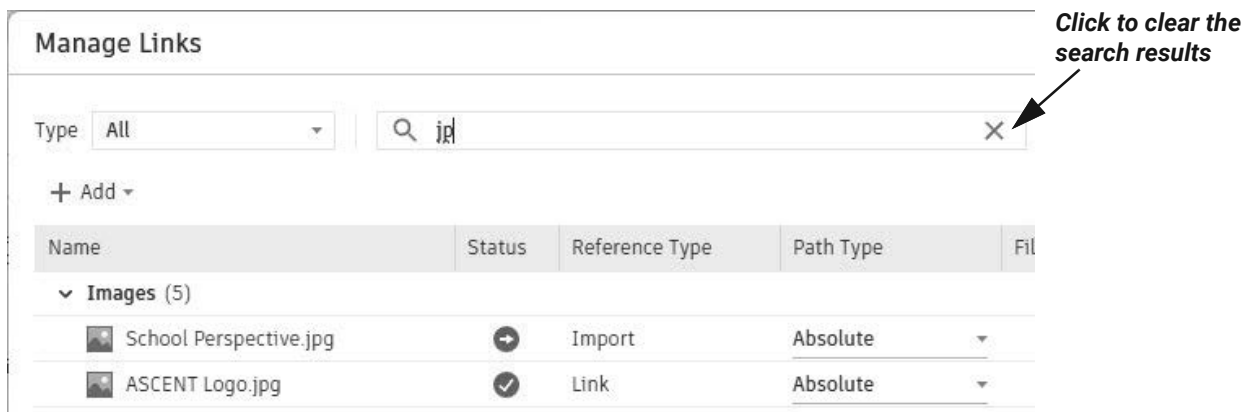 Manage Links
Click to clear the
search results
Type All jp
Add
Name Status Reference Type Path Type Fil
Images (5)
School Perspective.jpg Import Absolute
ASCENT Logo.jpg Link Absolute